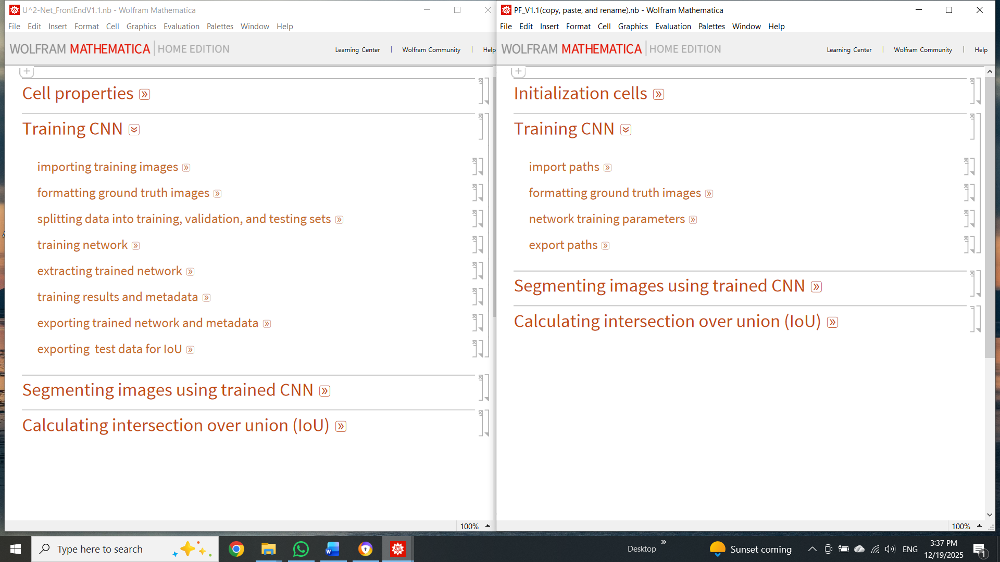 U^2-Net_FrontEndV1.1.nb - Wolfram Mathematica
File Edit Insert Format Cell Graphics Evaluation Palettes Window Help
WOLFRAM MATHEMATICA | HOME EDITION
Learning Center | Wolfram Community | Help
Cell properties
Training CNN
importing training images
formatting ground truth images
splitting data into training, validation, and testing sets
training network
extracting trained network
training results and metadata
exporting trained network and metadata
exporting test data for IoU
Segmenting images using trained CNN
Calculating intersection over union (IoU)
100%
PF_V1.1(copy, paste, and rename).nb - Wolfram Mathematica
File Edit Insert Format Cell Graphics Evaluation Palettes Window Help
WOLFRAM MATHEMATICA | HOME EDITION
Learning Center | Wolfram Community | Help
Initialization cells
Training CNN
import paths
formatting ground truth images
network training parameters
export paths
Segmenting images using trained CNN
Calculating intersection over union (IoU)
100%
Type here to search
W
Desktop
Sunset coming
ENG
3:37 PM
12/19/2025
1